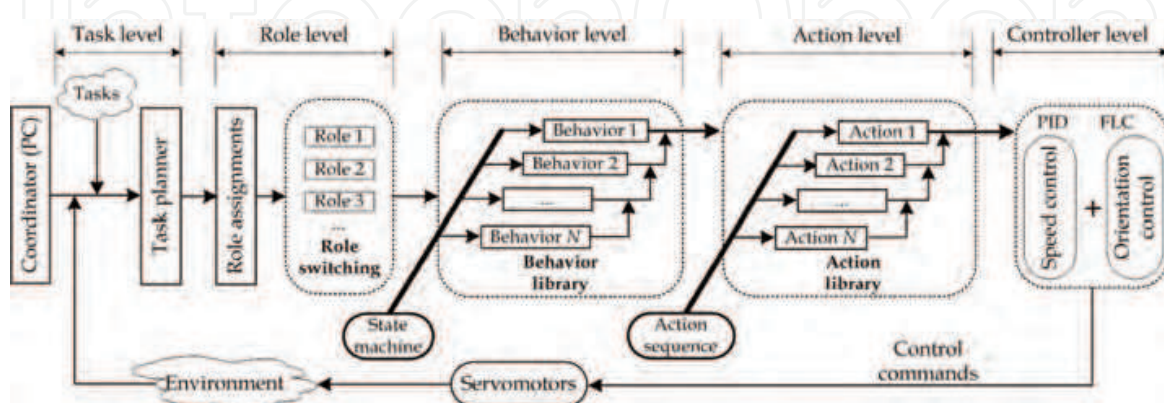 Task level
Role level
Behavior level
Action level
Controller level
Tasks
Coordinator (PC)
Task planner
Role assignments
Role 1
Role 2
Role 3
...
Role
switching
Behavior 1
Behavior 2
...
Behavior N
Behavior
library
State
machine
Action 1
Action 2
...
Action N
Action
library
Action
sequence
PID
FLC
Speed control
+
Orientation
control
Control
commands
Servomotors
Environment